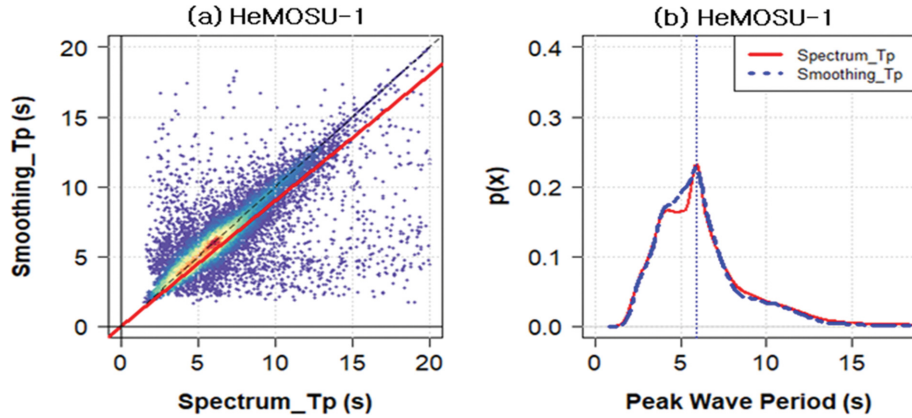 (a) HeMOSU-1
20
15
10
5
0
0 5 10 15 20
Smoothing_Tp (s)
Spectrum_Tp (s)
(b) HeMOSU-1
Spectrum_Tp
Smoothing_Tp
0.4
0.3
0.2
0.1
0.0
0 5 10 15
p(x)
Peak Wave Period (s)